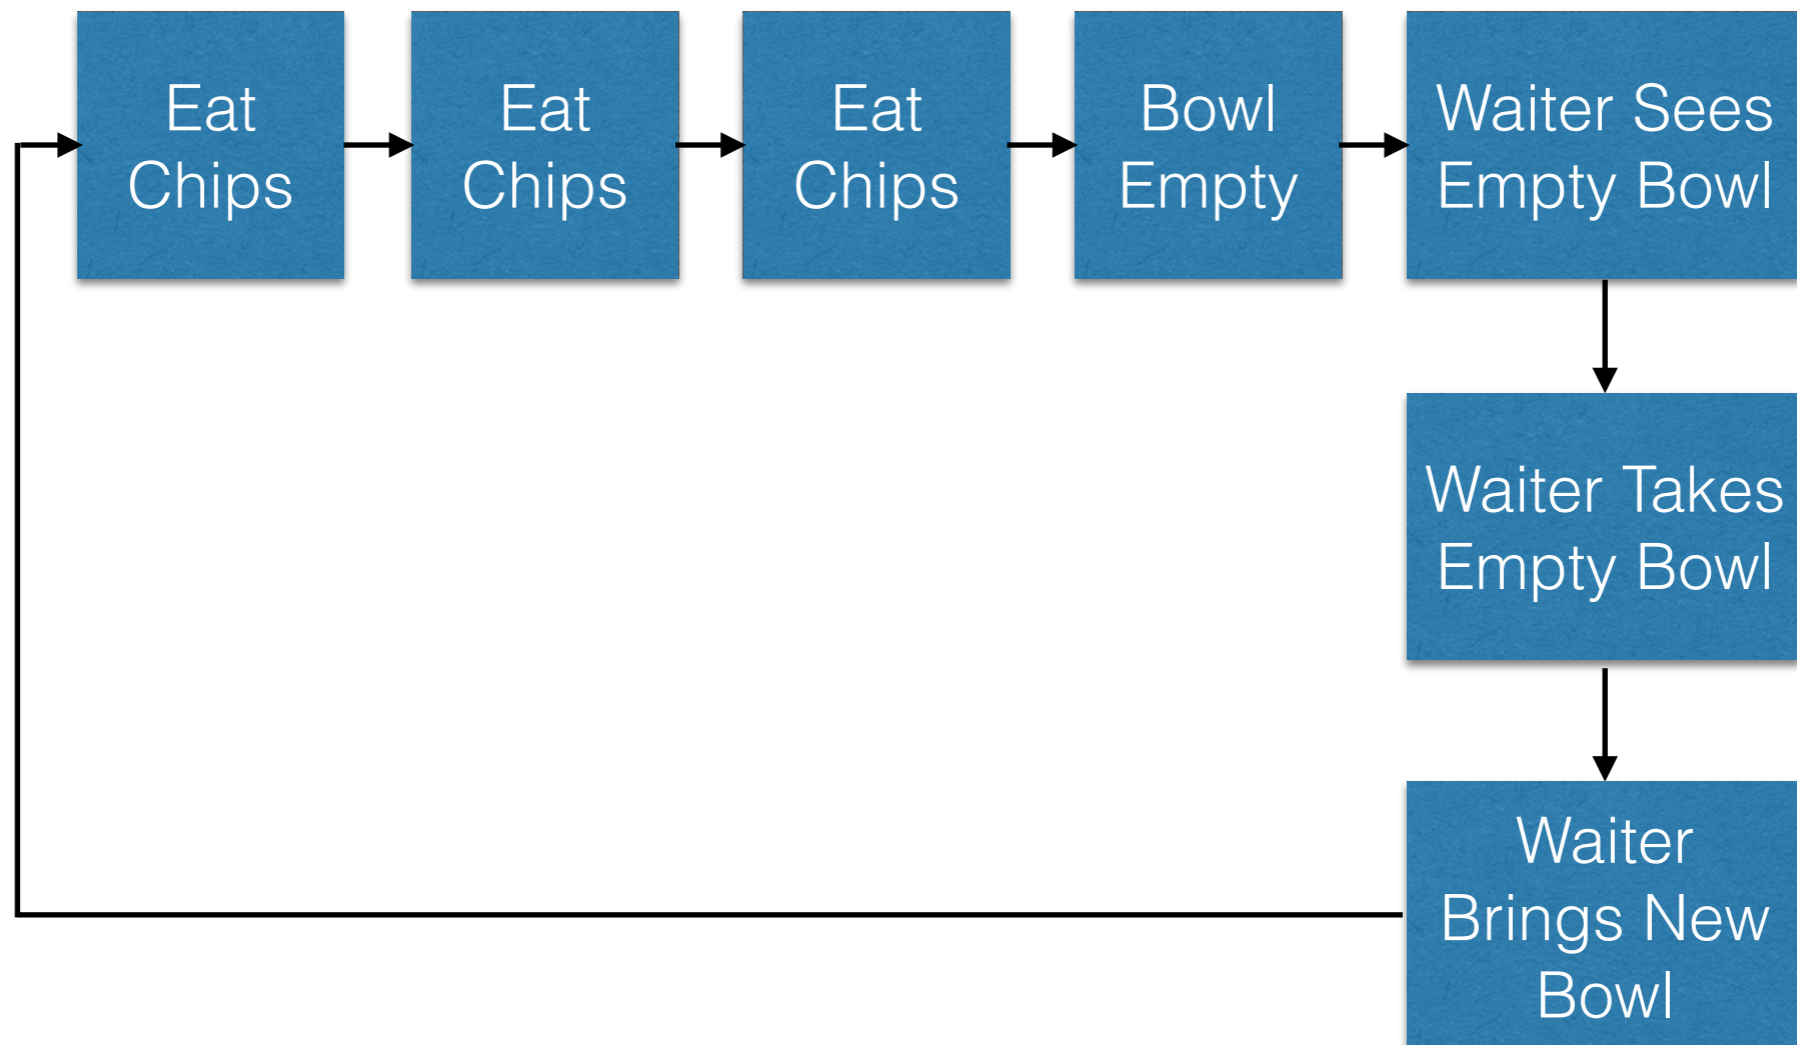 Eat
Chips
Eat
Chips
Eat
Chips
Bowl
Empty
Waiter Sees
Empty Bowl
Waiter Takes
Empty Bowl
Waiter
Brings New
Bowl